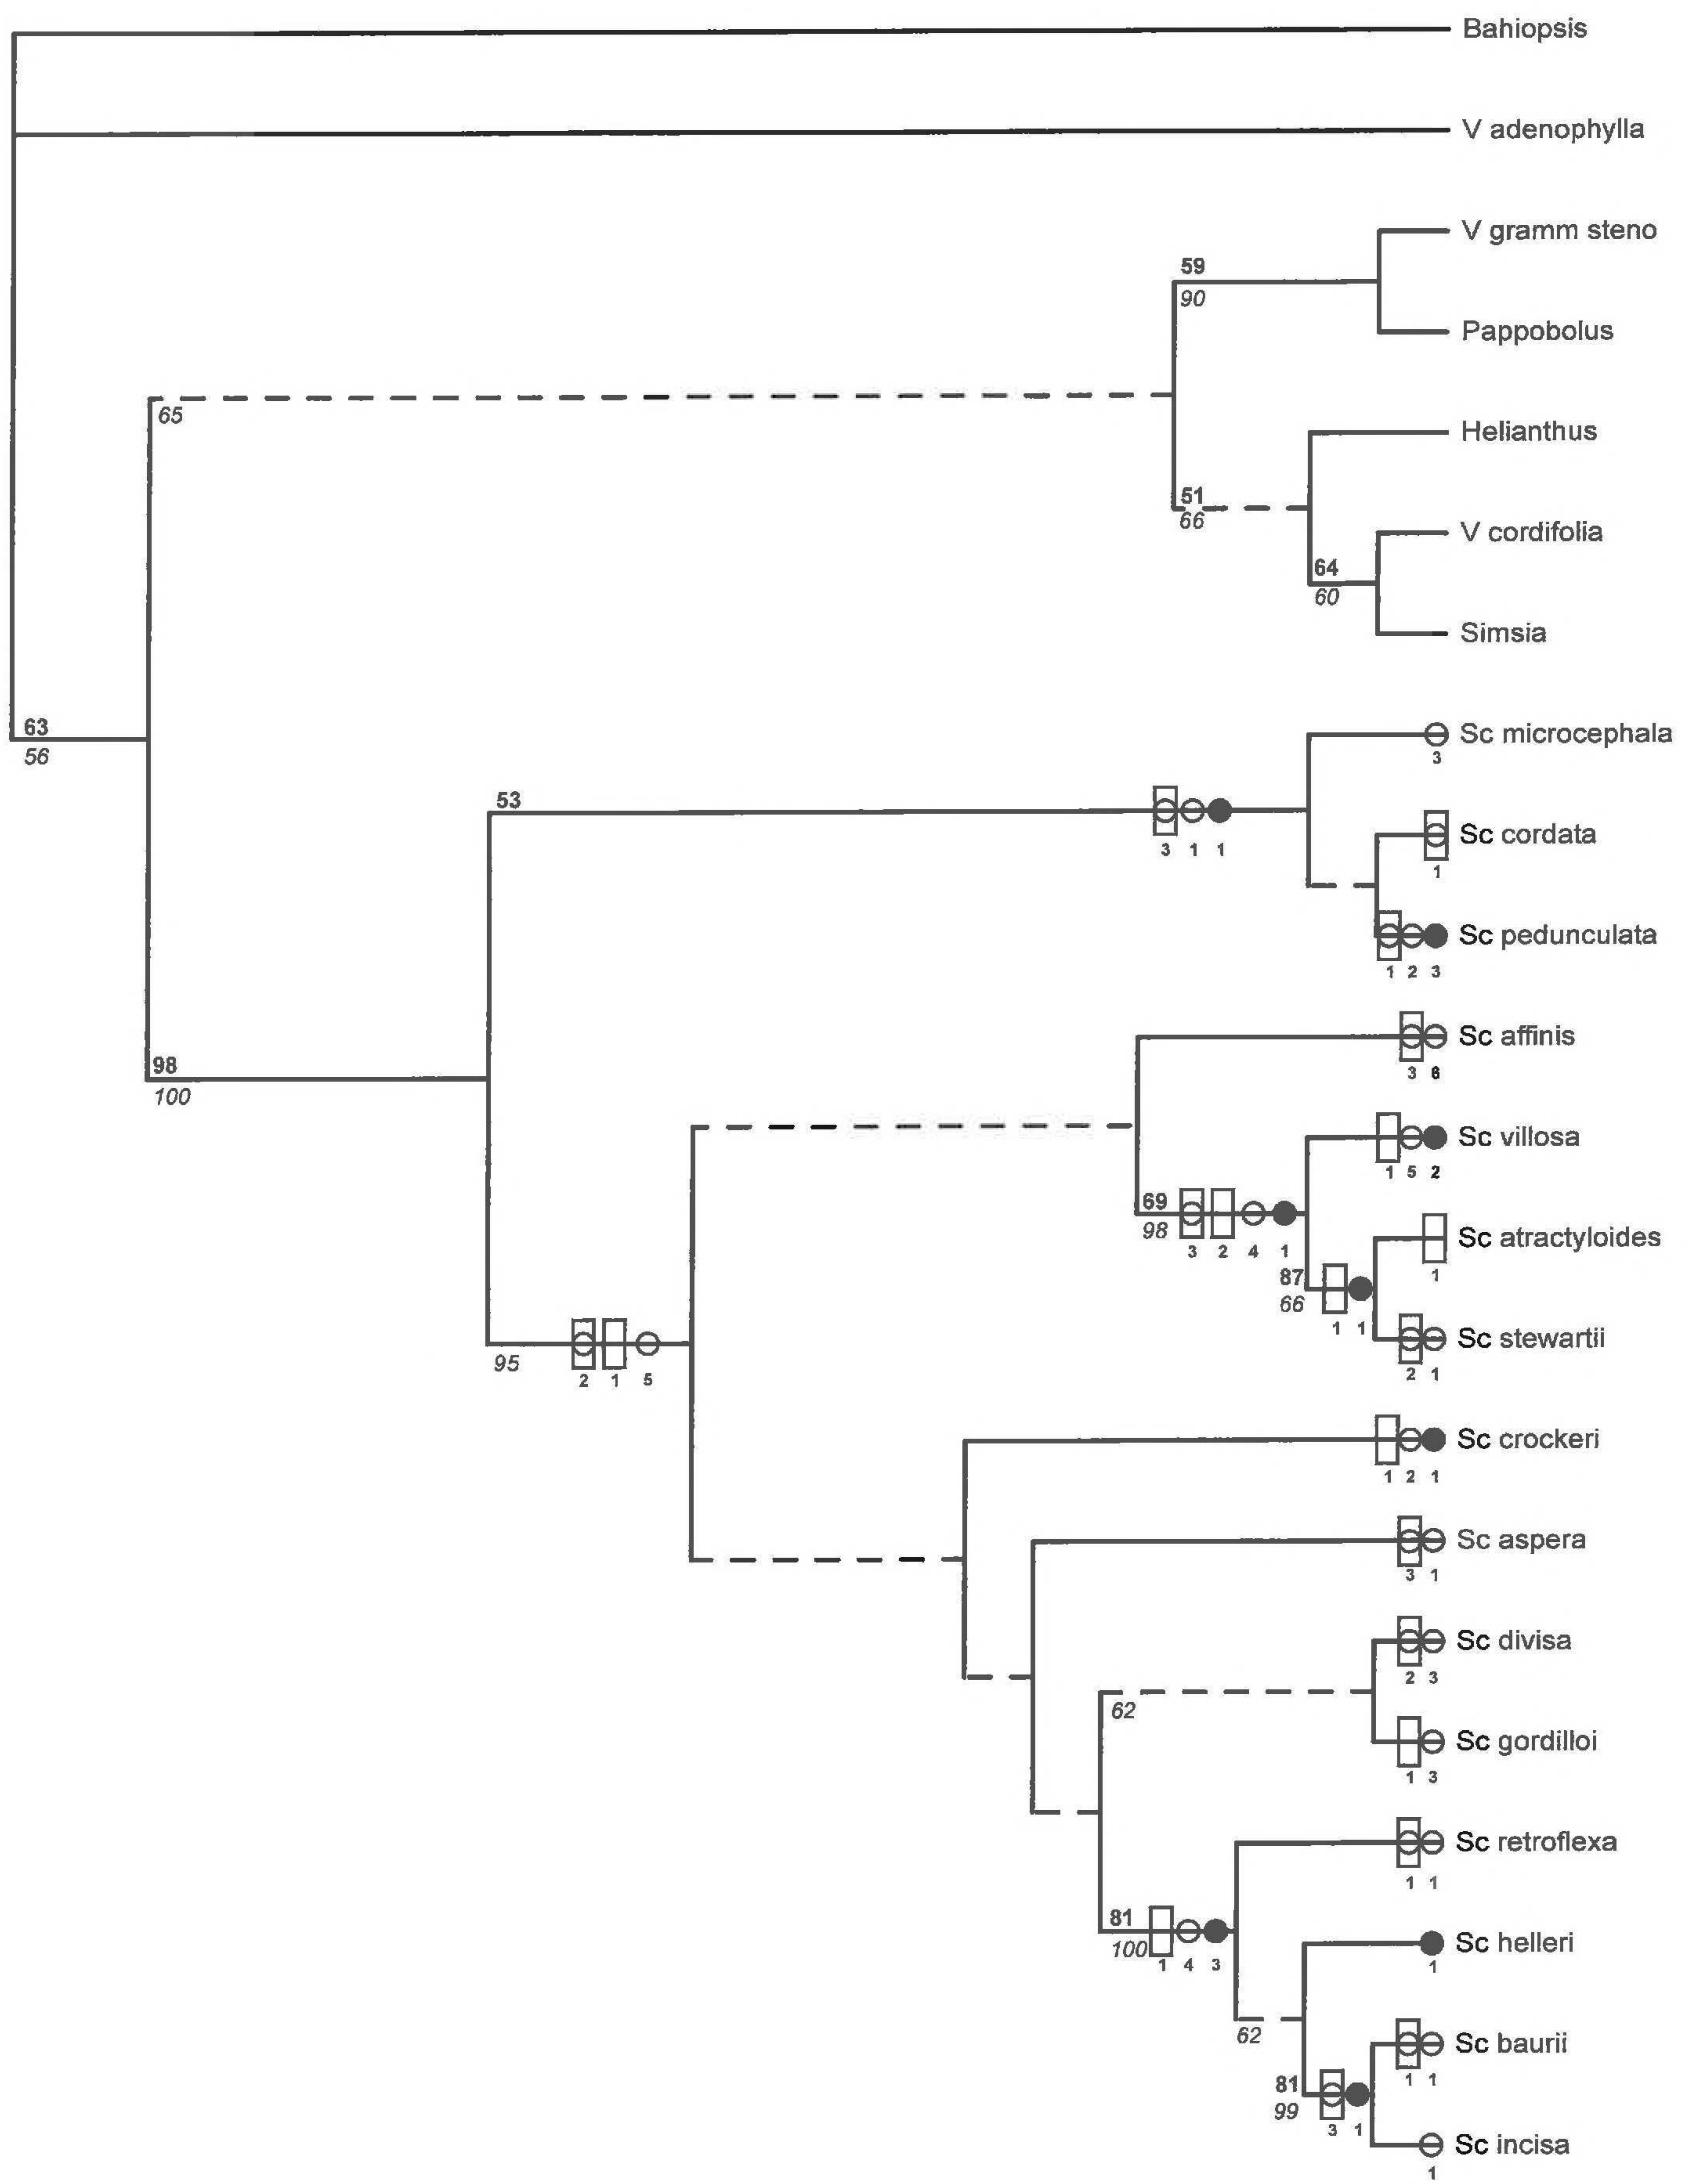 Bahiopsis
V adenophylla
V gramm steno
59
90
Pappobolus
65
Helianthus
51
66
V cordifolia
64
60
Simsia
63
56
Sc microcephala
3
53
3 1 1
Sc cordata
1
Sc pedunculata
1 2 3
Sc affinis
3 6
98
100
Sc villosa
1 5 2
69
98
3 2 4 1
Sc atractyloides
1
87
66
1 1
Sc stewartii
2 1
95
2 1 5
Sc crockeri
1 2 1
Sc aspera
3 1
Sc divisa
2 3
62
Sc gordilloi
1 3
Sc retroflexa
1 1
81
100
1 4 3
Sc helleri
1
62
Sc baurii
1 1
81
99
3 1
Sc incisa
1